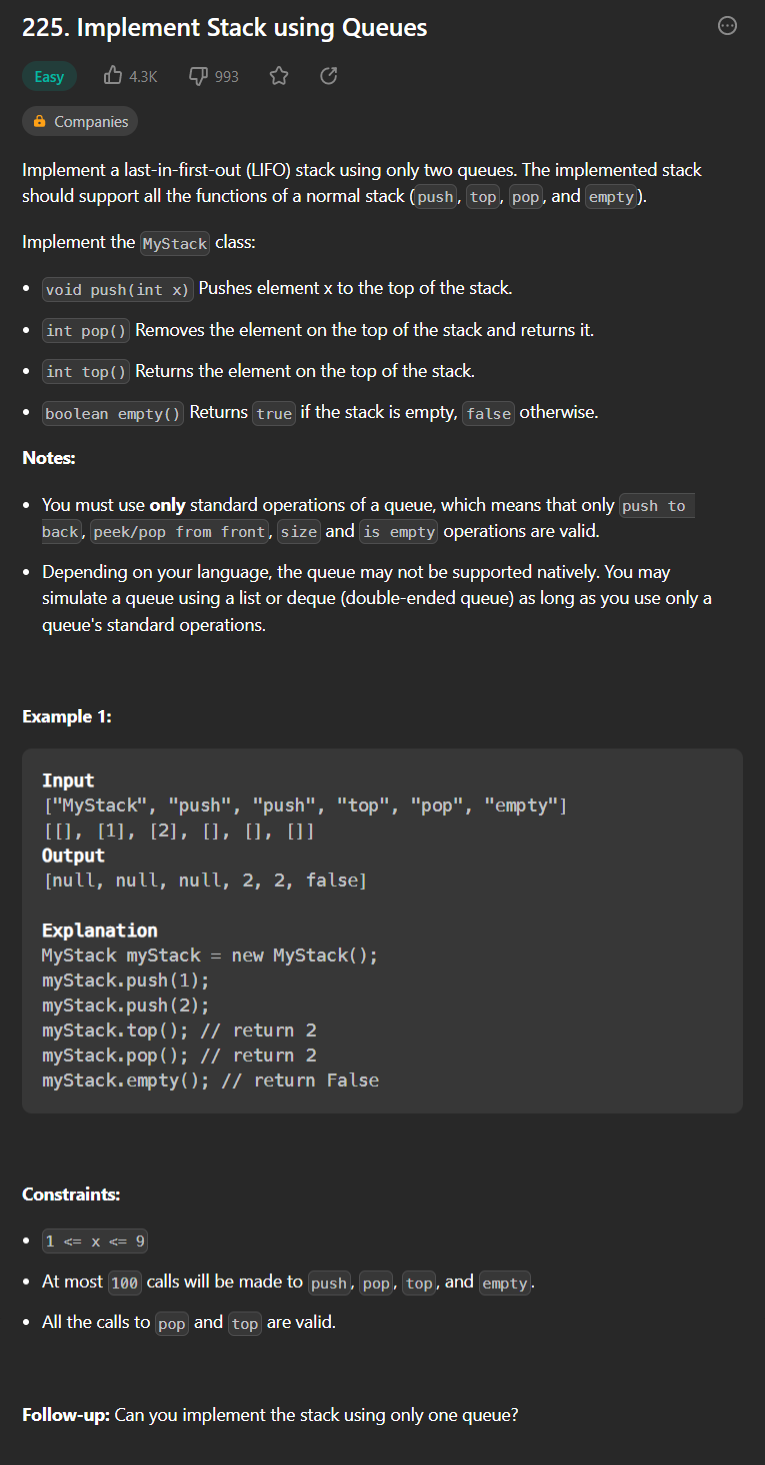 225. Implement Stack using Queues
Easy 4.3K 993
Companies
Implement a last-in-first-out (LIFO) stack using only two queues. The implemented stack
should support all the functions of a normal stack (push, top, pop, and empty).
Implement the MyStack class:
• void push(int x) Pushes element x to the top of the stack.
• int pop() Removes the element on the top of the stack and returns it.
• int top() Returns the element on the top of the stack.
• boolean empty() Returns true if the stack is empty, false otherwise.
Notes:
• You must use only standard operations of a queue, which means that only push to
back, peek/pop from front, size and is empty operations are valid.
• Depending on your language, the queue may not be supported natively. You may
simulate a queue using a list or deque (double-ended queue) as long as you use only a
queue's standard operations.
Example 1:
Input
["MyStack", "push", "push", "top", "pop", "empty"]
[[], [1], [2], [], [], []]
Output
[null, null, null, 2, 2, false]
Explanation
MyStack myStack = new MyStack();
myStack.push(1);
myStack.push(2);
myStack.top(); // return 2
myStack.pop(); // return 2
myStack.empty(); // return False
Constraints:
• 1 <= x <= 9
• At most 100 calls will be made to push, pop, top, and empty.
• All the calls to pop and top are valid.
Follow-up: Can you implement the stack using only one queue?